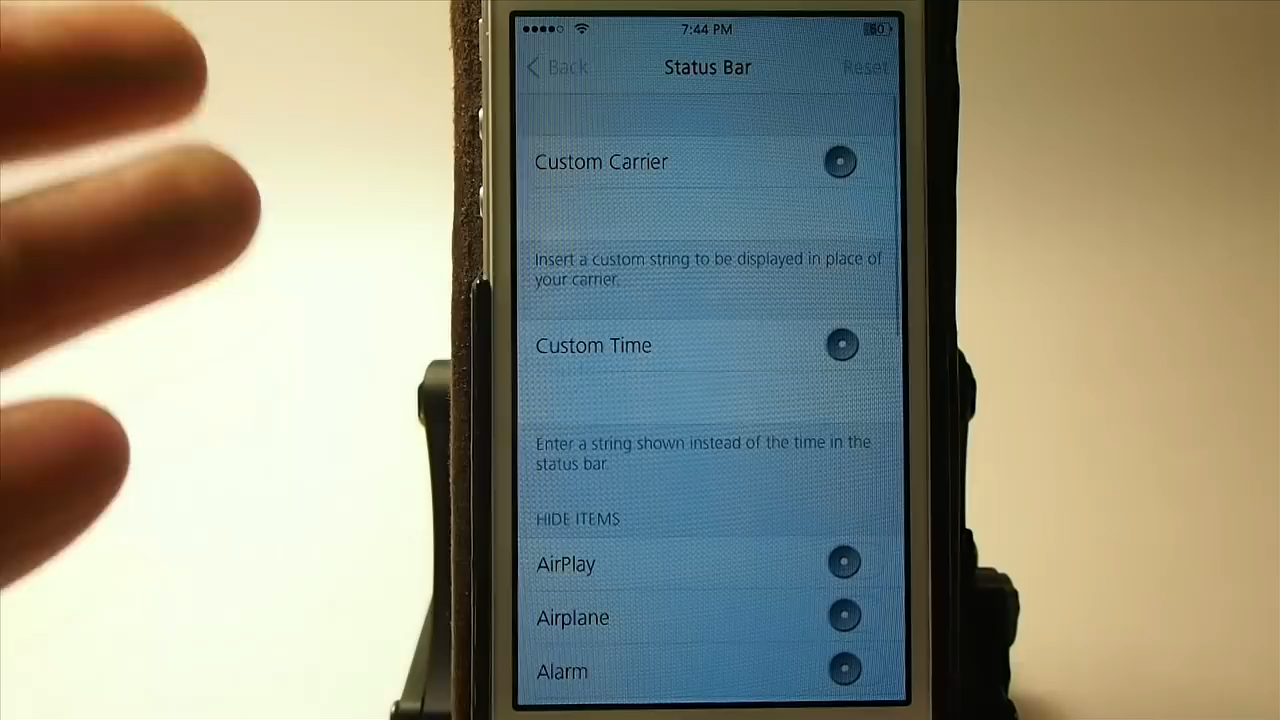 7:44 PM 60
Back Status Bar Reset
Custom Carrier
Insert a custom string to be displayed in place of
your carrier.
Custom Time
Enter a string shown instead of the time in the
status bar.
HIDE ITEMS
AirPlay
Airplane
Alarm